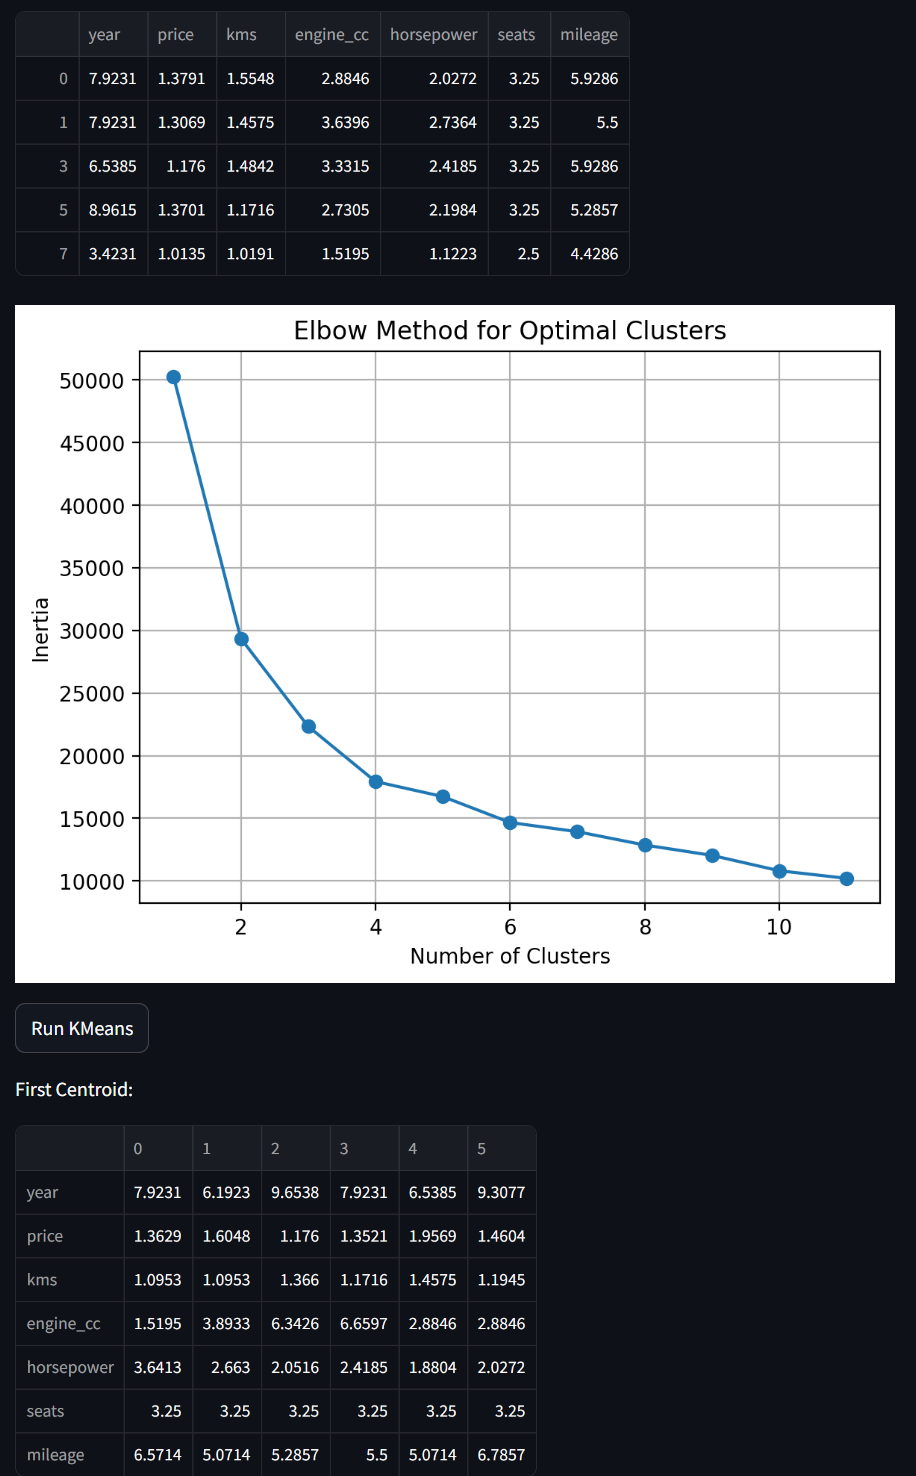 year price kms engine_cc horsepower seats mileage
0 7.9231 1.3791 1.5548 2.8846 2.0272 3.25 5.9286
1 7.9231 1.3069 1.4575 3.6396 2.7364 3.25 5.5
3 6.5385 1.176 1.4842 3.3315 2.4185 3.25 5.9286
5 8.9615 1.3701 1.1716 2.7305 2.1984 3.25 5.2857
7 3.4231 1.0135 1.0191 1.5195 1.1223 2.5 4.4286
Elbow Method for Optimal Clusters
50000
45000
40000
35000
30000
25000
20000
15000
10000
Inertia
2 4 6 8 10
Number of Clusters
Run KMeans
First Centroid:
0 1 2 3 4 5
year 7.9231 6.1923 9.6538 7.9231 6.5385 9.3077
price 1.3629 1.6048 1.176 1.3521 1.9569 1.4604
kms 1.0953 1.0953 1.366 1.1716 1.4575 1.1945
engine_cc 1.5195 3.8933 6.3426 6.6597 2.8846 2.8846
horsepower 3.6413 2.663 2.0516 2.4185 1.8804 2.0272
seats 3.25 3.25 3.25 3.25 3.25 3.25
mileage 6.5714 5.0714 5.2857 5.5 5.0714 6.7857